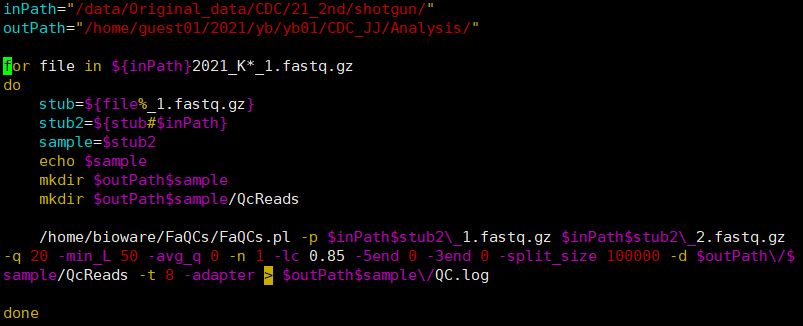 inPath="/data/Original_data/CDC/21_2nd/shotgun/"
outPath="/home/guest01/2021/yb/yb01/CDC_JJ/Analysis/"
for file in ${inPath}2021_K*_1.fastq.gz
do
stub=${file%_1.fastq.gz}
stub2=${stub#$inPath}
sample=$stub2
echo $sample
mkdir $outPath$sample
mkdir $outPath$sample/QcReads
/home/bioware/FaQCs/FaQCs.pl -p $inPath$stub2\_1.fastq.gz $inPath$stub2\_2.fastq.gz
-q 20 -min_L 50 -avg_q 0 -n 1 -lc 0.85 -5end 0 -3end 0 -split_size 100000 -d $outPath\/$
sample/QcReads -t 8 -adapter > $outPath$sample\/QC.log
done